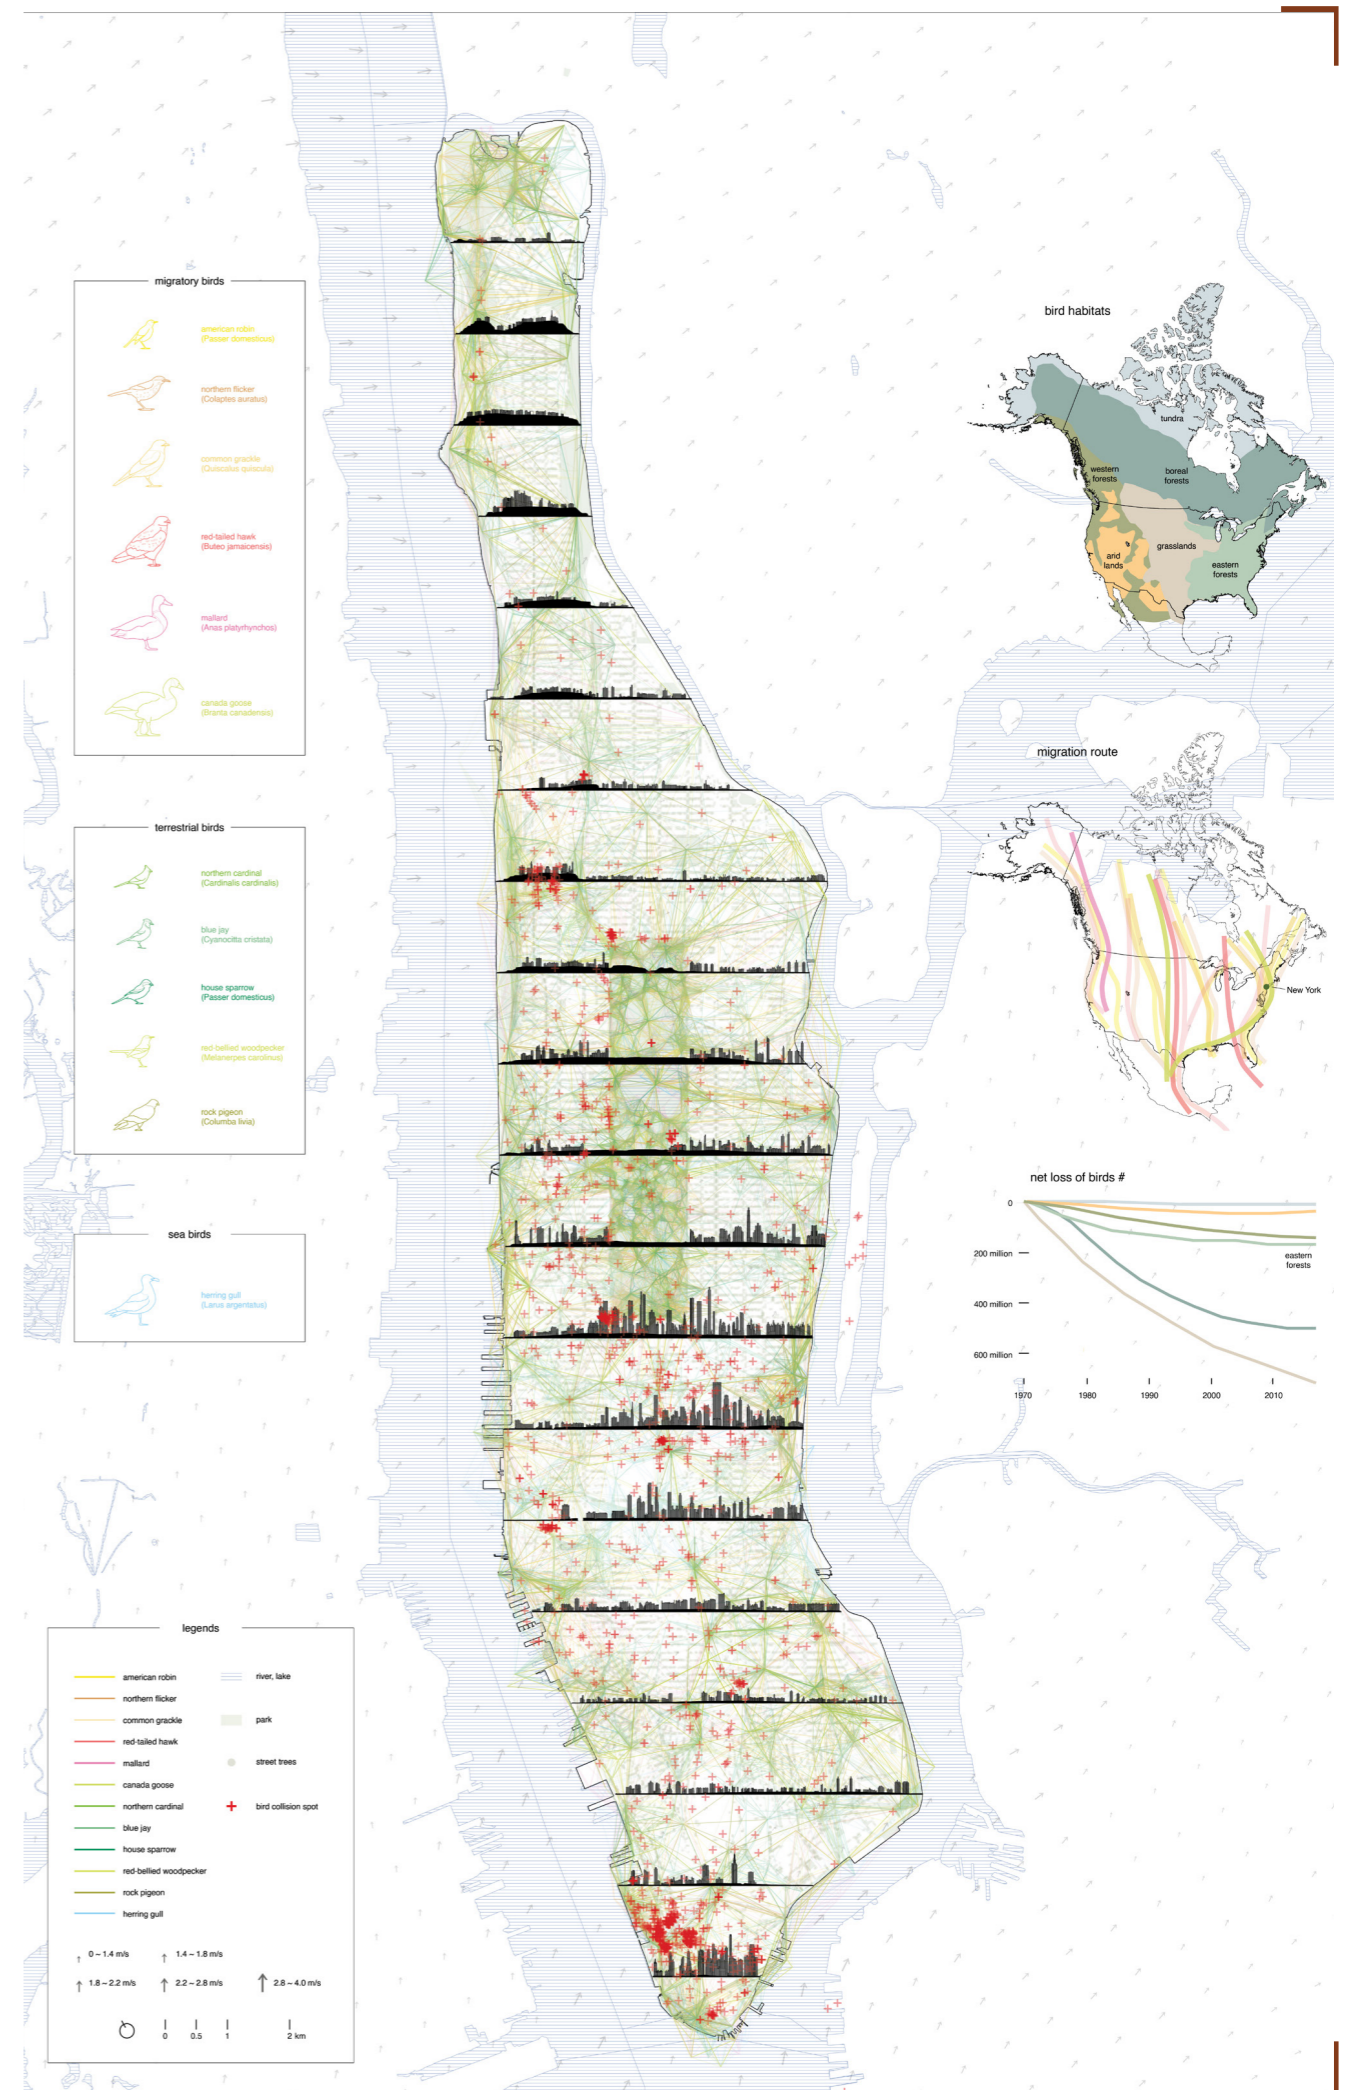 migratory birds
american robin
(Passer domesticus)
northern flicker
(Colaptes auratus)
common grackle
(Quiscalus quiscula)
red-tailed hawk
(Buteo jamaicensis)
mallard
(Anas platyrhynchos)
canada goose
(Branta canadensis)
terrestrial birds
northern cardinal
(Cardinalis cardinalis)
blue jay
(Cyanocitta cristata)
house sparrow
(Passer domesticus)
red-bellied woodpecker
(Melanerpes carolinus)
rock pigeon
(Columba livia)
sea birds
herring gull
(Larus argentatus)
legends
american robin
northern flicker
common grackle
red-tailed hawk
mallard
canada goose
northern cardinal
blue jay
house sparrow
red-bellied woodpecker
rock pigeon
herring gull
river, lake
park
street trees
bird collision spot
0 ~ 1.4 m/s
1.4 ~ 1.8 m/s
1.8 ~ 2.2 m/s
2.2 ~ 2.8 m/s
2.8 ~ 4.0 m/s
0
0.5
1
2 km
bird habitats
tundra
western
forests
boreal
forests
grasslands
arid
lands
eastern
forests
migration route
New York
net loss of birds #
0
200 million
400 million
600 million
eastern
forests
1970
1980
1990
2000
2010